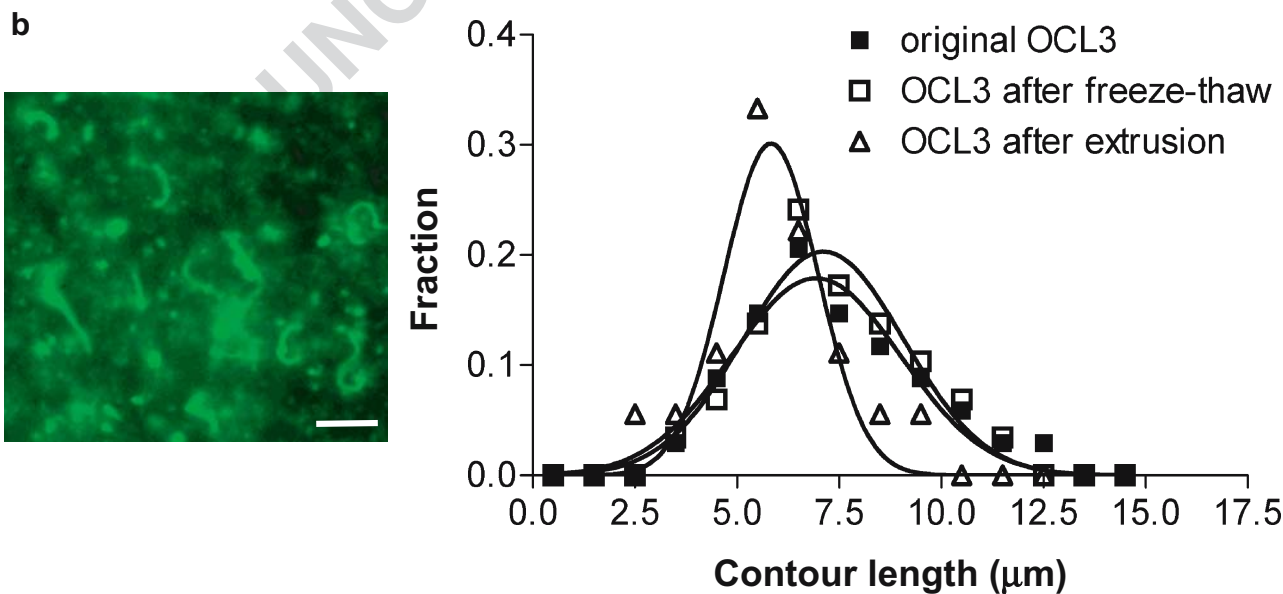 b
UNC
0.4
0.3
0.2
0.1
0.0
Fraction
original OCL3
OCL3 after freeze-thaw
OCL3 after extrusion
0.0 2.5 5.0 7.5 10.0 12.5 15.0 17.5
Contour length (μm)